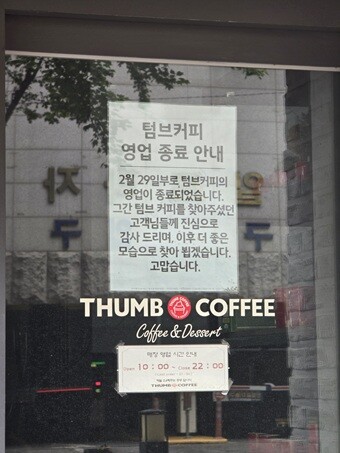 텀브커피
영업 종료 안내
2월 29일부로 텀브커피의
영업이 종료되었습니다.
그간 텀브 커피를 찾아주셨던
고객님들께 진심으로
감사 드리며, 이후 더 좋은
모습으로 찾아 뵙겠습니다.
고맙습니다.
THUMB COFFEE
Coffee & Dessert
매장 영업 시간 안내
Open 10:00 - Close 22:00
THUMB COFFEE